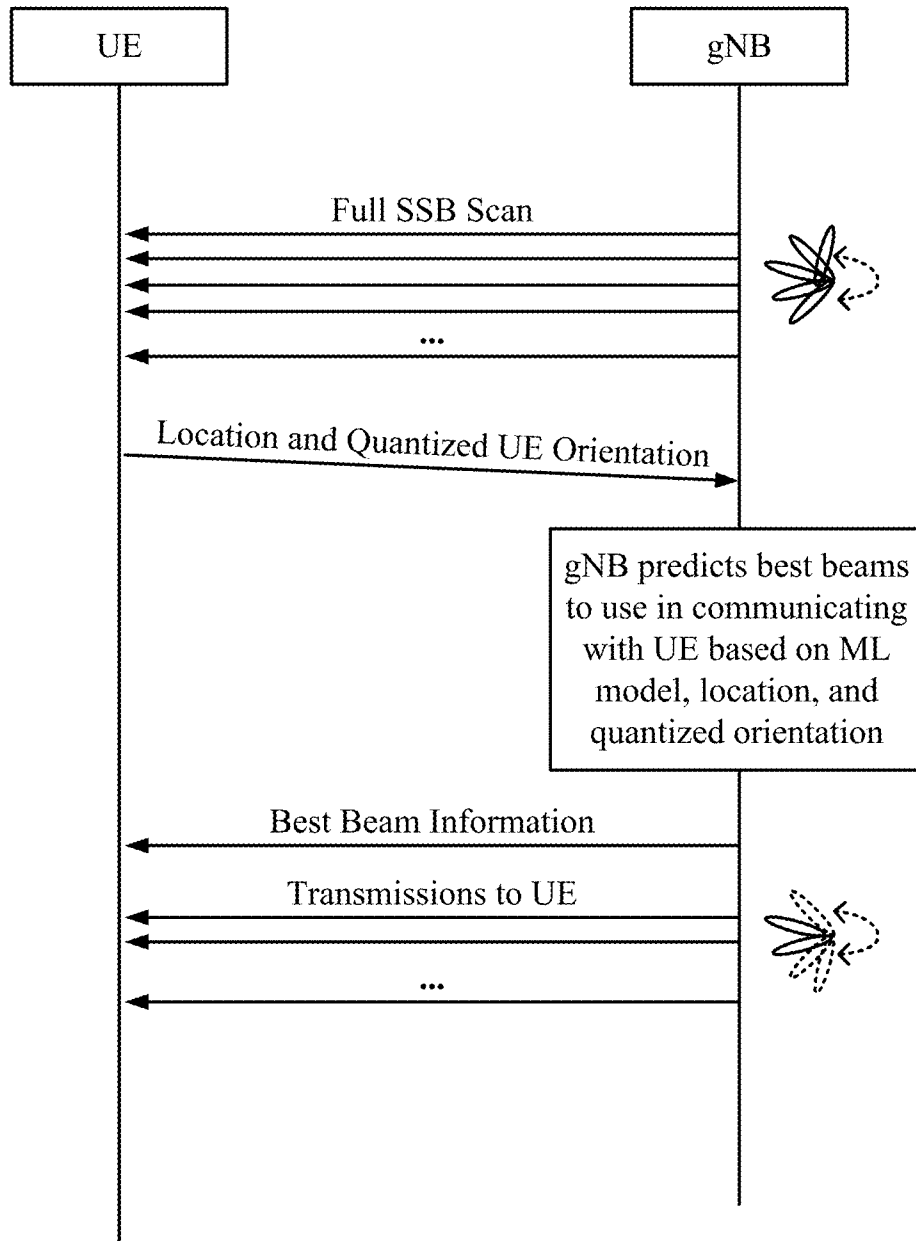 UE
gNB
Full SSB Scan
...
Location and Quantized UE Orientation
gNB predicts best beams
to use in communicating
with UE based on ML
model, location, and
quantized orientation
Best Beam Information
Transmissions to UE
...